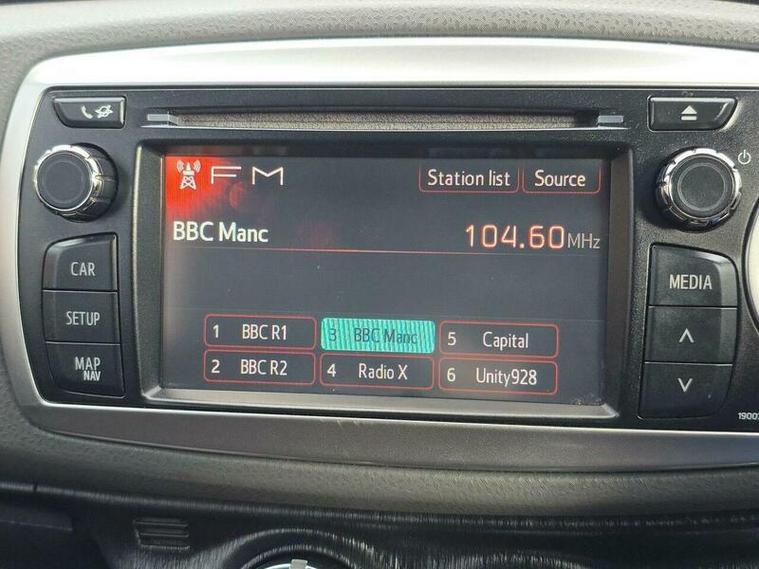 FM
Station list
Source
BBC Manc
104.60MHz
CAR
SETUP
MAP
NAV
MEDIA
1 BBC R1
3 BBC Manc
5 Capital
2 BBC R2
4 Radio X
6 Unity928